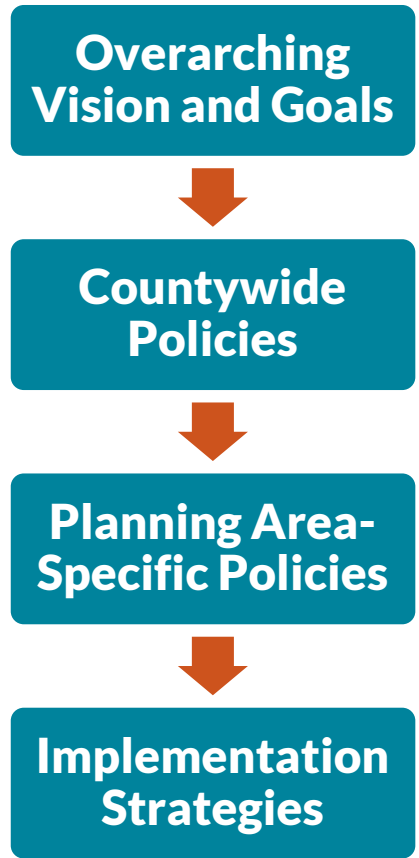 Overarching
Vision and Goals
Countywide
Policies
Planning Area-
Specific Policies
Implementation
Strategies